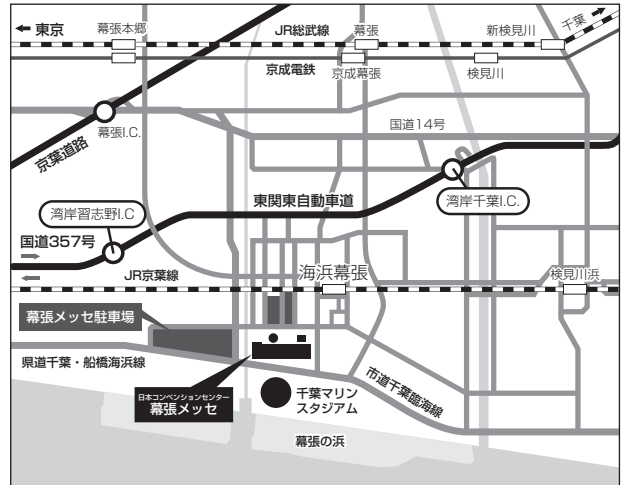 東京
幕張本郷
JR総武線
幕張
新検見川
千葉
京成電鉄
京成幕張
検見川
幕張I.C.
京葉道路
国道14号
東関東自動車道
湾岸習志野I.C
湾岸千葉I.C.
国道357号
JR京葉線
海浜幕張
検見川浜
幕張メッセ駐車場
県道千葉・船橋海浜線
日本コンベンションセンター
幕張メッセ
千葉マリン
スタジアム
市道千葉臨海線
幕張の浜